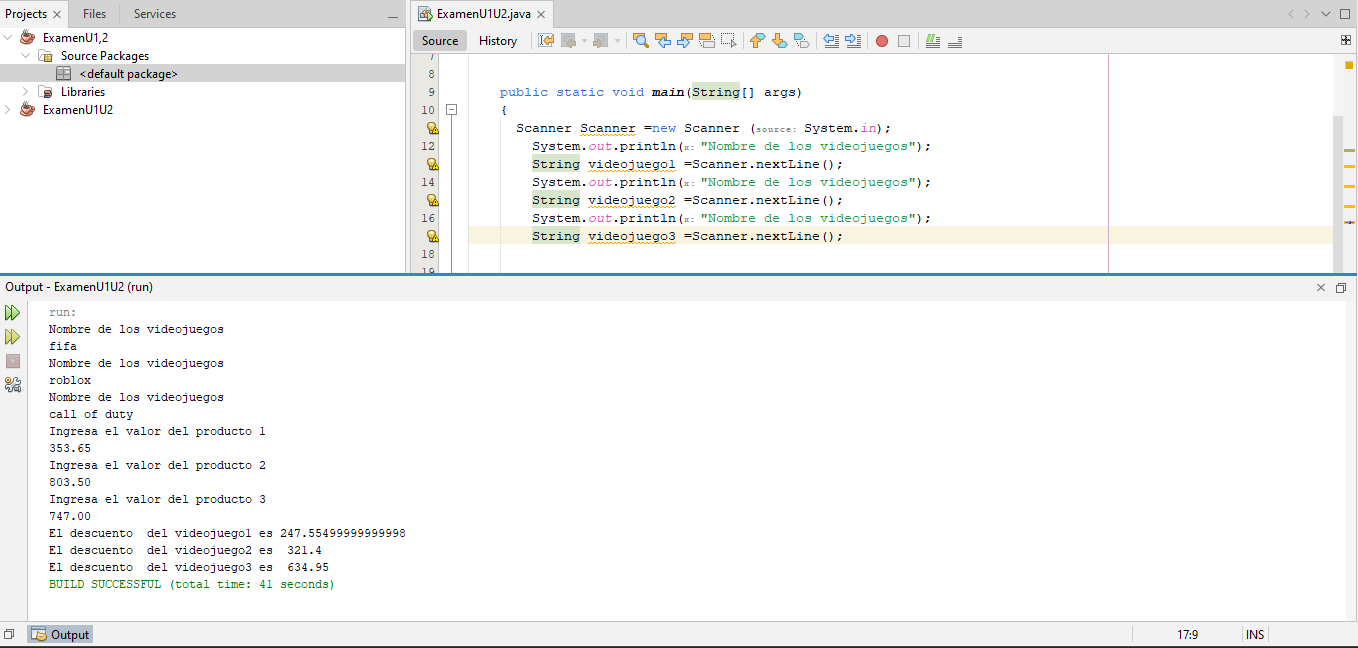 Projects
Files
Services
ExamenU1,2
Source Packages
<default package>
Libraries
ExamenU1U2
ExamenU1U2.java
Source
History
7
8
9 public static void main(String[] args)
10 {
Scanner Scanner =new Scanner (source: System.in);
12 System.out.println(x: "Nombre de los videojuegos");
String videojuego1 =Scanner.nextLine();
14 System.out.println(x: "Nombre de los videojuegos");
String videojuego2 =Scanner.nextLine();
16 System.out.println(x: "Nombre de los videojuegos");
String videojuego3 =Scanner.nextLine();
18
19
Output - ExamenU1U2 (run)
run:
Nombre de los videojuegos
fifa
Nombre de los videojuegos
roblox
Nombre de los videojuegos
call of duty
Ingresa el valor del producto 1
353.65
Ingresa el valor del producto 2
803.50
Ingresa el valor del producto 3
747.00
El descuento  del videojuego1 es 247.55499999999998
El descuento  del videojuego2 es  321.4
El descuento  del videojuego3 es  634.95
BUILD SUCCESSFUL (total time: 41 seconds)
Output
17:9
INS